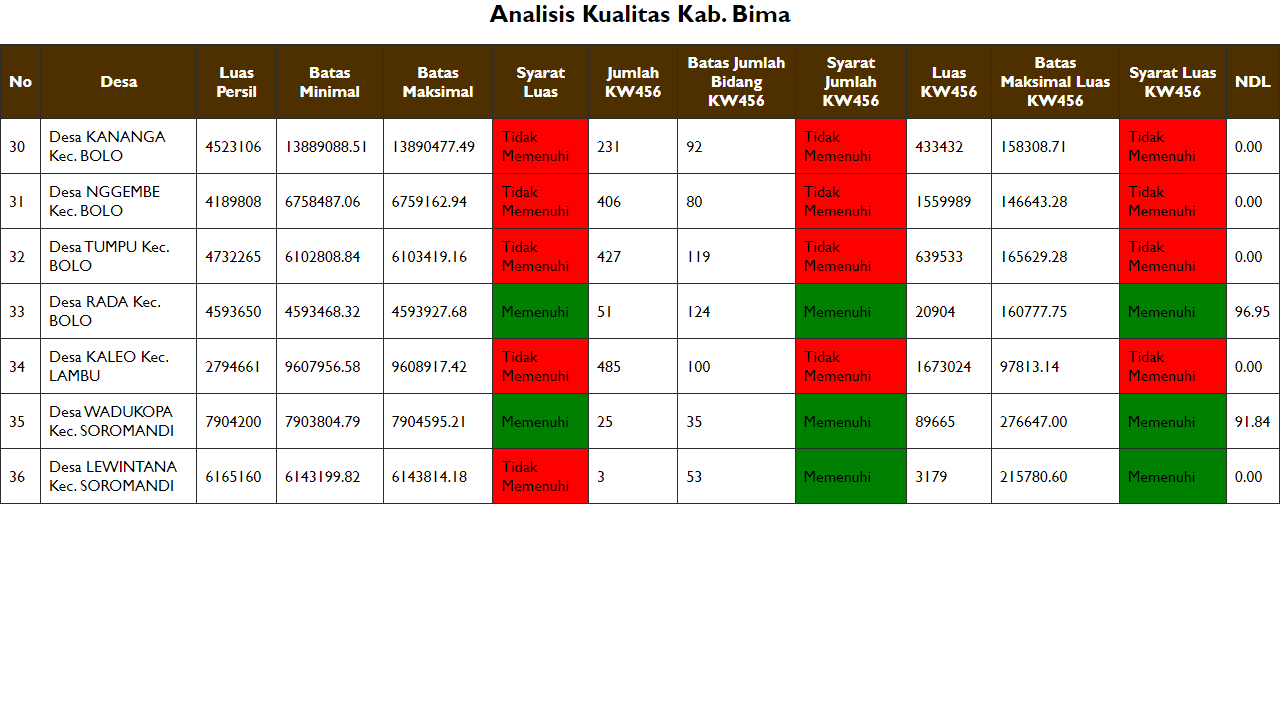 Analisis Kualitas Kab. Bima
No Desa Luas Persil Batas Minimal Batas Maksimal Syarat Luas Jumlah KW456 Batas Jumlah Bidang KW456 Syarat Jumlah KW456 Luas KW456 Batas Maksimal Luas KW456 Syarat Luas KW456 NDL
30 Desa KANANGA Kec. BOLO 4523106 13889088.51 13890477.49 Tidak Memenuhi 231 92 Tidak Memenuhi 433432 158308.71 Tidak Memenuhi 0.00
31 Desa NGGEMBE Kec. BOLO 4189808 6758487.06 6759162.94 Tidak Memenuhi 406 80 Tidak Memenuhi 1559989 146643.28 Tidak Memenuhi 0.00
32 Desa TUMPU Kec. BOLO 4732265 6102808.84 6103419.16 Tidak Memenuhi 427 119 Tidak Memenuhi 639533 165629.28 Tidak Memenuhi 0.00
33 Desa RADA Kec. BOLO 4593650 4593468.32 4593927.68 Memenuhi 51 124 Memenuhi 20904 160777.75 Memenuhi 96.95
34 Desa KALEO Kec. LAMBU 2794661 9607956.58 9608917.42 Tidak Memenuhi 485 100 Tidak Memenuhi 1673024 97813.14 Tidak Memenuhi 0.00
35 Desa WADUKOPA Kec. SOROMANDI 7904200 7903804.79 7904595.21 Memenuhi 25 35 Memenuhi 89665 276647.00 Memenuhi 91.84
36 Desa LEWINTANA Kec. SOROMANDI 6165160 6143199.82 6143814.18 Tidak Memenuhi 3 53 Memenuhi 3179 215780.60 Memenuhi 0.00